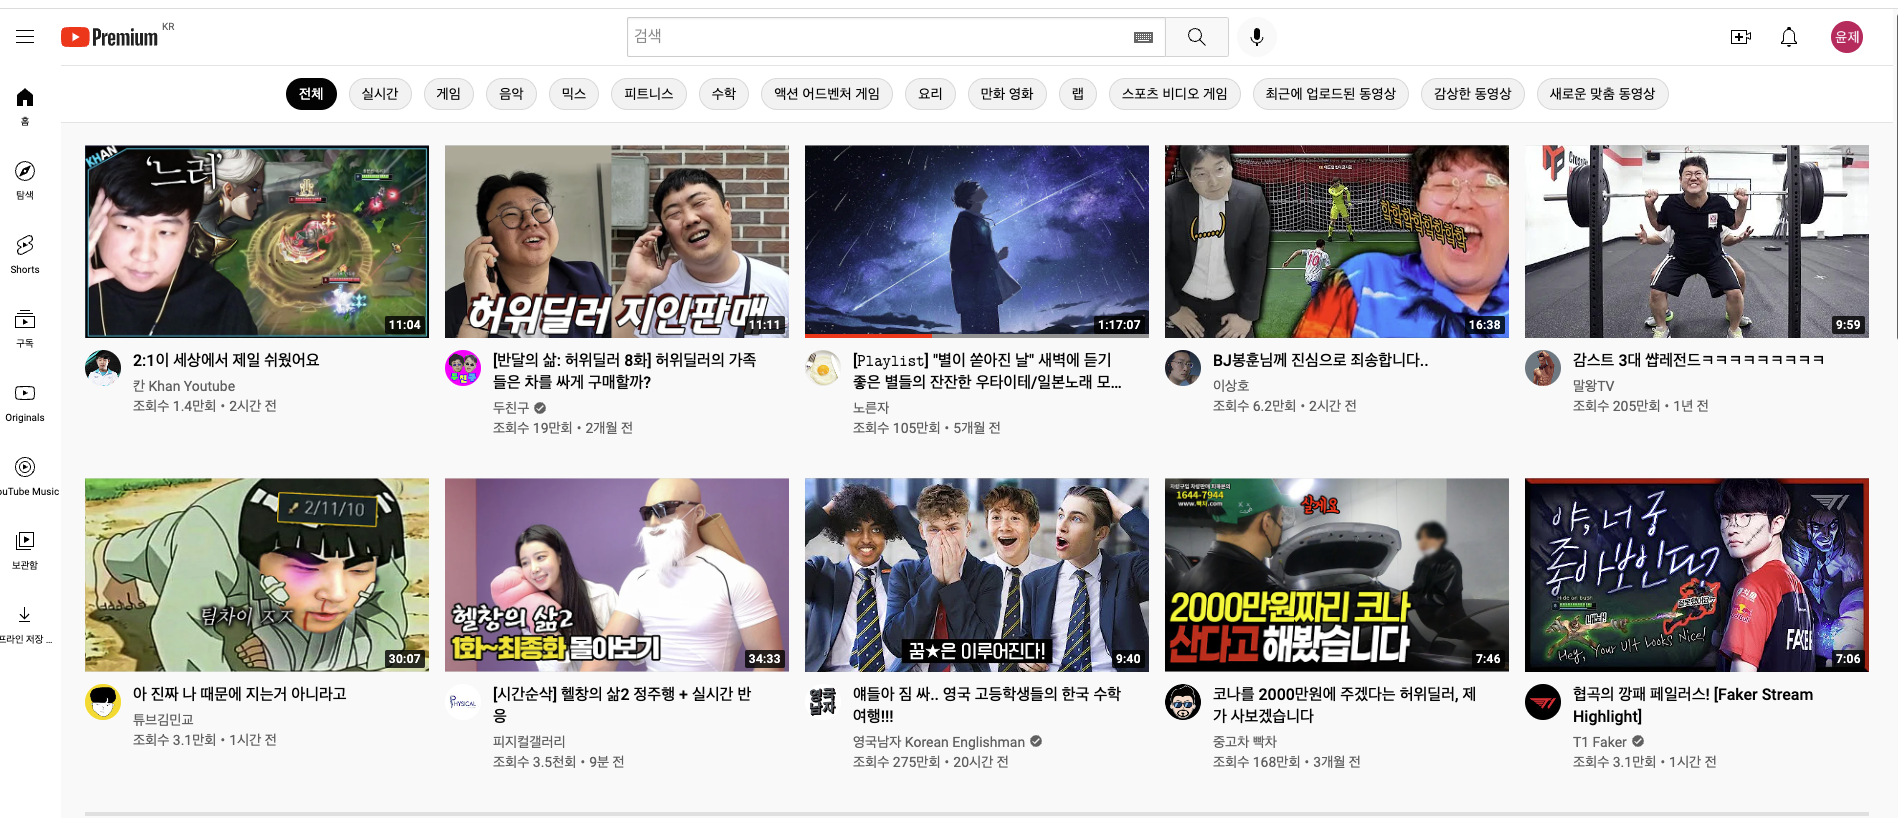 Premium KR
검색
윤제
전체 실시간 게임 음악 믹스 피트니스 수학 액션 어드벤처 게임 요리 만화 영화 랩 스포츠 비디오 게임 최근에 업로드된 동영상 감상한 동영상 새로운 맞춤 동영상
홈
탐색
Shorts
구독
Originals
ouTube Music
보관함
프라인 저장 ...
KHAN
'느려'
11:04
2:1이 세상에서 제일 쉬웠어요
칸 Khan Youtube
조회수 1.4만회 • 2시간 전
허위딜러 지인판매
11:11
[반달의 삶: 허위딜러 8화] 허위딜러의 가족
들은 차를 싸게 구매할까?
두친구
조회수 19만회 • 2개월 전
1:17:07
[Playlist] "별이 쏟아진 날" 새벽에 듣기
좋은 별들의 잔잔한 우타이테/일본노래 모...
노른자
조회수 105만회 • 5개월 전
(......)
10
16:38
BJ봉훈님께 진심으로 죄송합니다..
이상호
조회수 6.2만회 • 2시간 전
9:59
감스트 3대 쌉레전드ㅋㅋㅋㅋㅋㅋㅋㅋㅋ
말왕TV
조회수 205만회 • 1년 전
2/11/10
팀차이 ㅈㅈ
30:07
아 진짜 나 때문에 지는거 아니라고
튜브김민교
조회수 3.1만회 • 1시간 전
헬창의 삶2
1화~최종화 몰아보기
34:33
PHYSICAL
[시간순삭] 헬창의 삶2 정주행 + 실시간 반
응
피지컬갤러리
조회수 3.5천회 • 9분 전
꿈★은 이루어진다!
9:40
영국
남자
얘들아 짐 싸.. 영국 고등학생들의 한국 수학
여행!!!
영국남자 Korean Englishman
조회수 275만회 • 20시간 전
1644-7944
살게요
2000만원짜리 코나
산다고 해봤습니다
7:46
코나를 2000만원에 주겠다는 허위딜러, 제
가 사보겠습니다
중고차 빡차
조회수 168만회 • 3개월 전
야, 너 궁
좋아보인다?
Hide on bush
Hey, Your Ult Looks Nice!
FAKER
7:06
협곡의 깡패 페일러스! [Faker Stream
Highlight]
T1 Faker
조회수 3.1만회 • 1시간 전